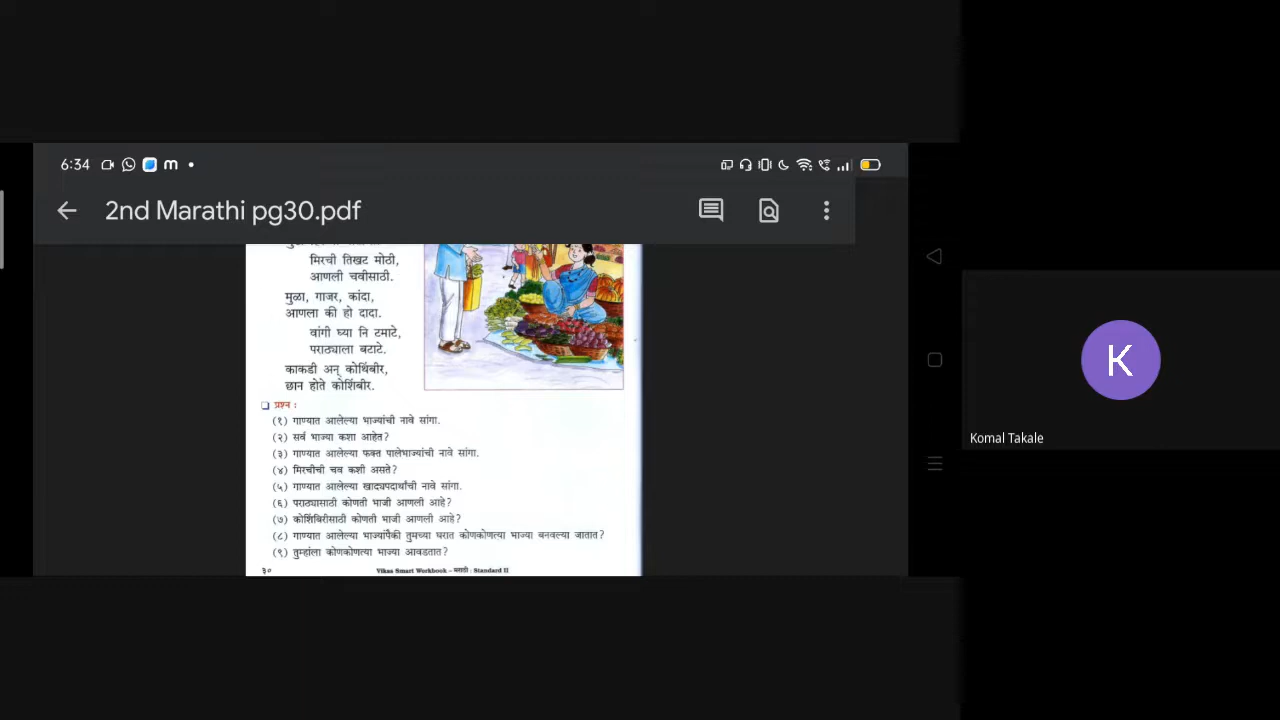 6:34
2nd Marathi pg30.pdf
मिरची तिखट मोठी,
आणली चवीसाठी.
मुळा, गाजर, कांदा,
आणला की हो दादा.
वांगी घ्या नि टमाटे,
पराठ्याला बटाटे.
काकडी अन् कोथिंबीर,
छान होते कोशिंबीर.
प्रश्न :
(१) गाण्यात आलेल्या भाज्यांची नावे सांगा.
(२) सर्व भाज्या कशा आहेत?
(३) गाण्यात आलेल्या फक्त पालेभाज्यांची नावे सांगा.
(४) मिरचीची चव कशी असते?
(५) गाण्यात आलेल्या खाद्यपदार्थांची नावे सांगा.
(६) पराठ्यासाठी कोणती भाजी आणली आहे?
(७) कोशिंबिरीसाठी कोणती भाजी आणली आहे?
(८) गाण्यात आलेल्या भाज्यांपैकी तुमच्या घरात कोणकोणत्या भाज्या बनवल्या जातात?
(९) तुम्हांला कोणकोणत्या भाज्या आवडतात?
३० Vikas Smart Workbook – मराठी : Standard II
K
Komal Takale